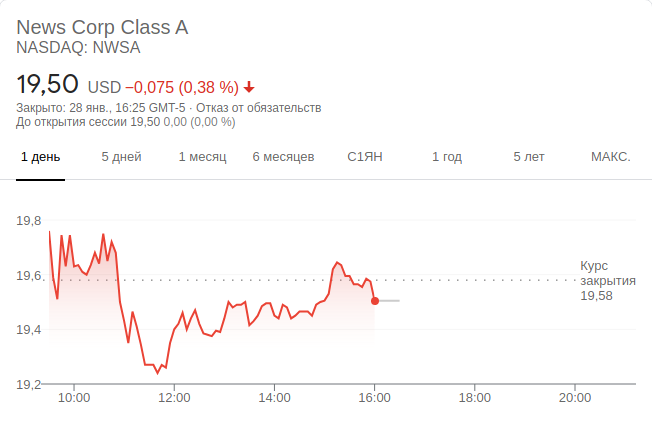 News Corp Class A
NASDAQ: NWSA
19,50 USD −0,075 (0,38 %)
Закрыто: 28 янв., 16:25 GMT-5 · Отказ от обязательств
До открытия сессии 19,50 0,00 (0,00 %)
1 день 5 дней 1 месяц 6 месяцев С1ЯН 1 год 5 лет МАКС.
19,8
19,6
19,4
19,2
Курс
закрытия
19,58
10:00 12:00 14:00 16:00 18:00 20:00